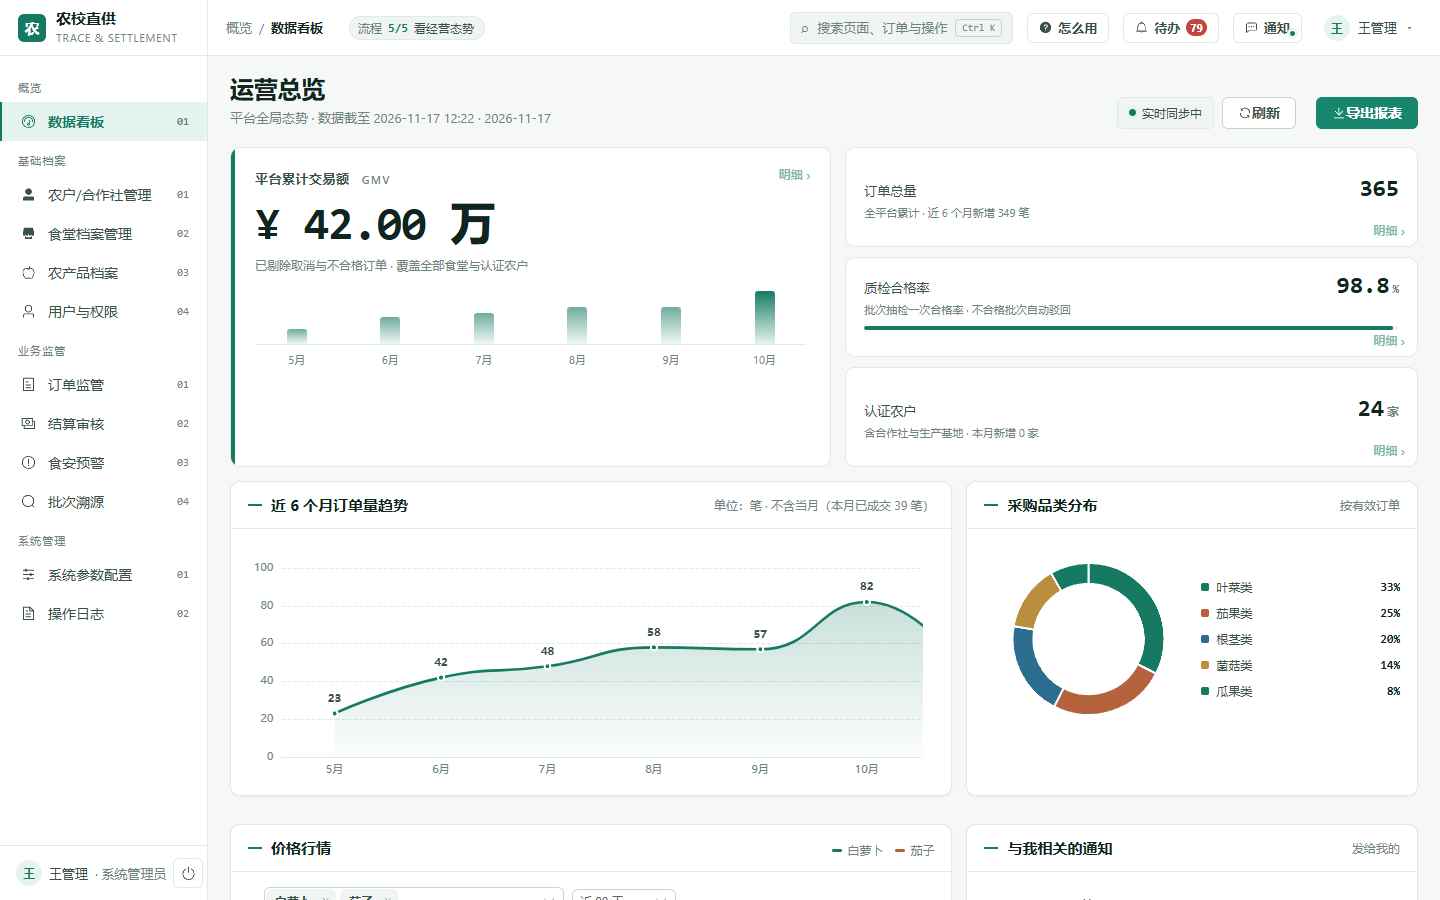 农
农校直供
TRACE & SETTLEMENT
概览 / 数据看板
流程 5/5 看经营态势
搜索页面、订单与操作 Ctrl K
怎么用
待办 79
通知
王 王管理
概览
数据看板 01
基础档案
农户/合作社管理 01
食堂档案管理 02
农产品档案 03
用户与权限 04
业务监管
订单监管 01
结算审核 02
食安预警 03
批次溯源 04
系统管理
系统参数配置 01
操作日志 02
王 王管理 · 系统管理员
运营总览
平台全局态势 · 数据截至 2026-11-17 12:22 · 2026-11-17
实时同步中
刷新
导出报表
平台累计交易额 GMV
明细 ›
¥ 42.00 万
已剔除取消与不合格订单 · 覆盖全部食堂与认证农户
5月 6月 7月 8月 9月 10月
订单总量 365
全平台累计 · 近 6 个月新增 349 笔
明细 ›
质检合格率 98.8 %
批次抽检一次合格率 · 不合格批次自动驳回
明细 ›
认证农户 24 家
含合作社与生产基地 · 本月新增 0 家
明细 ›
近 6 个月订单量趋势
单位：笔 · 不含当月（本月已成交 39 笔）
100
80
60
40
20
0
23
42
48
58
57
82
5月 6月 7月 8月 9月 10月
采购品类分布
按有效订单
叶菜类 33%
茄果类 25%
根茎类 20%
菌菇类 14%
瓜果类 8%
价格行情
白萝卜 茄子
与我相关的通知
发给我的